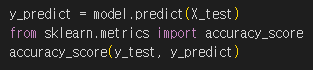 y_predict = model.predict(X_test)
from sklearn.metrics import accuracy_score
accuracy_score(y_test, y_predict)